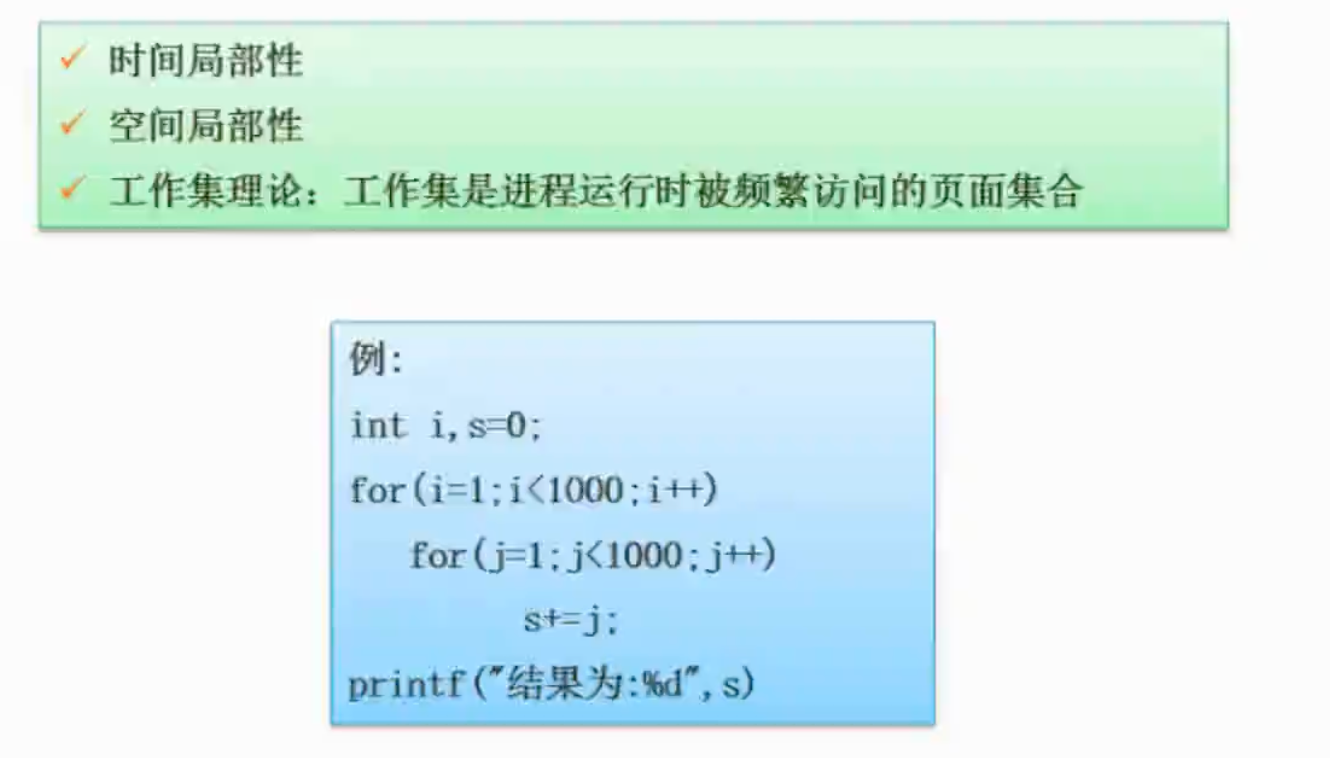 ✓ 时间局部性
✓ 空间局部性
✓ 工作集理论：工作集是进程运行时被频繁访问的页面集合
例:
int i,s=0;
for(i=1;i<1000;i++)
for(j=1;j<1000;j++)
s+=j;
printf("结果为:%d",s)